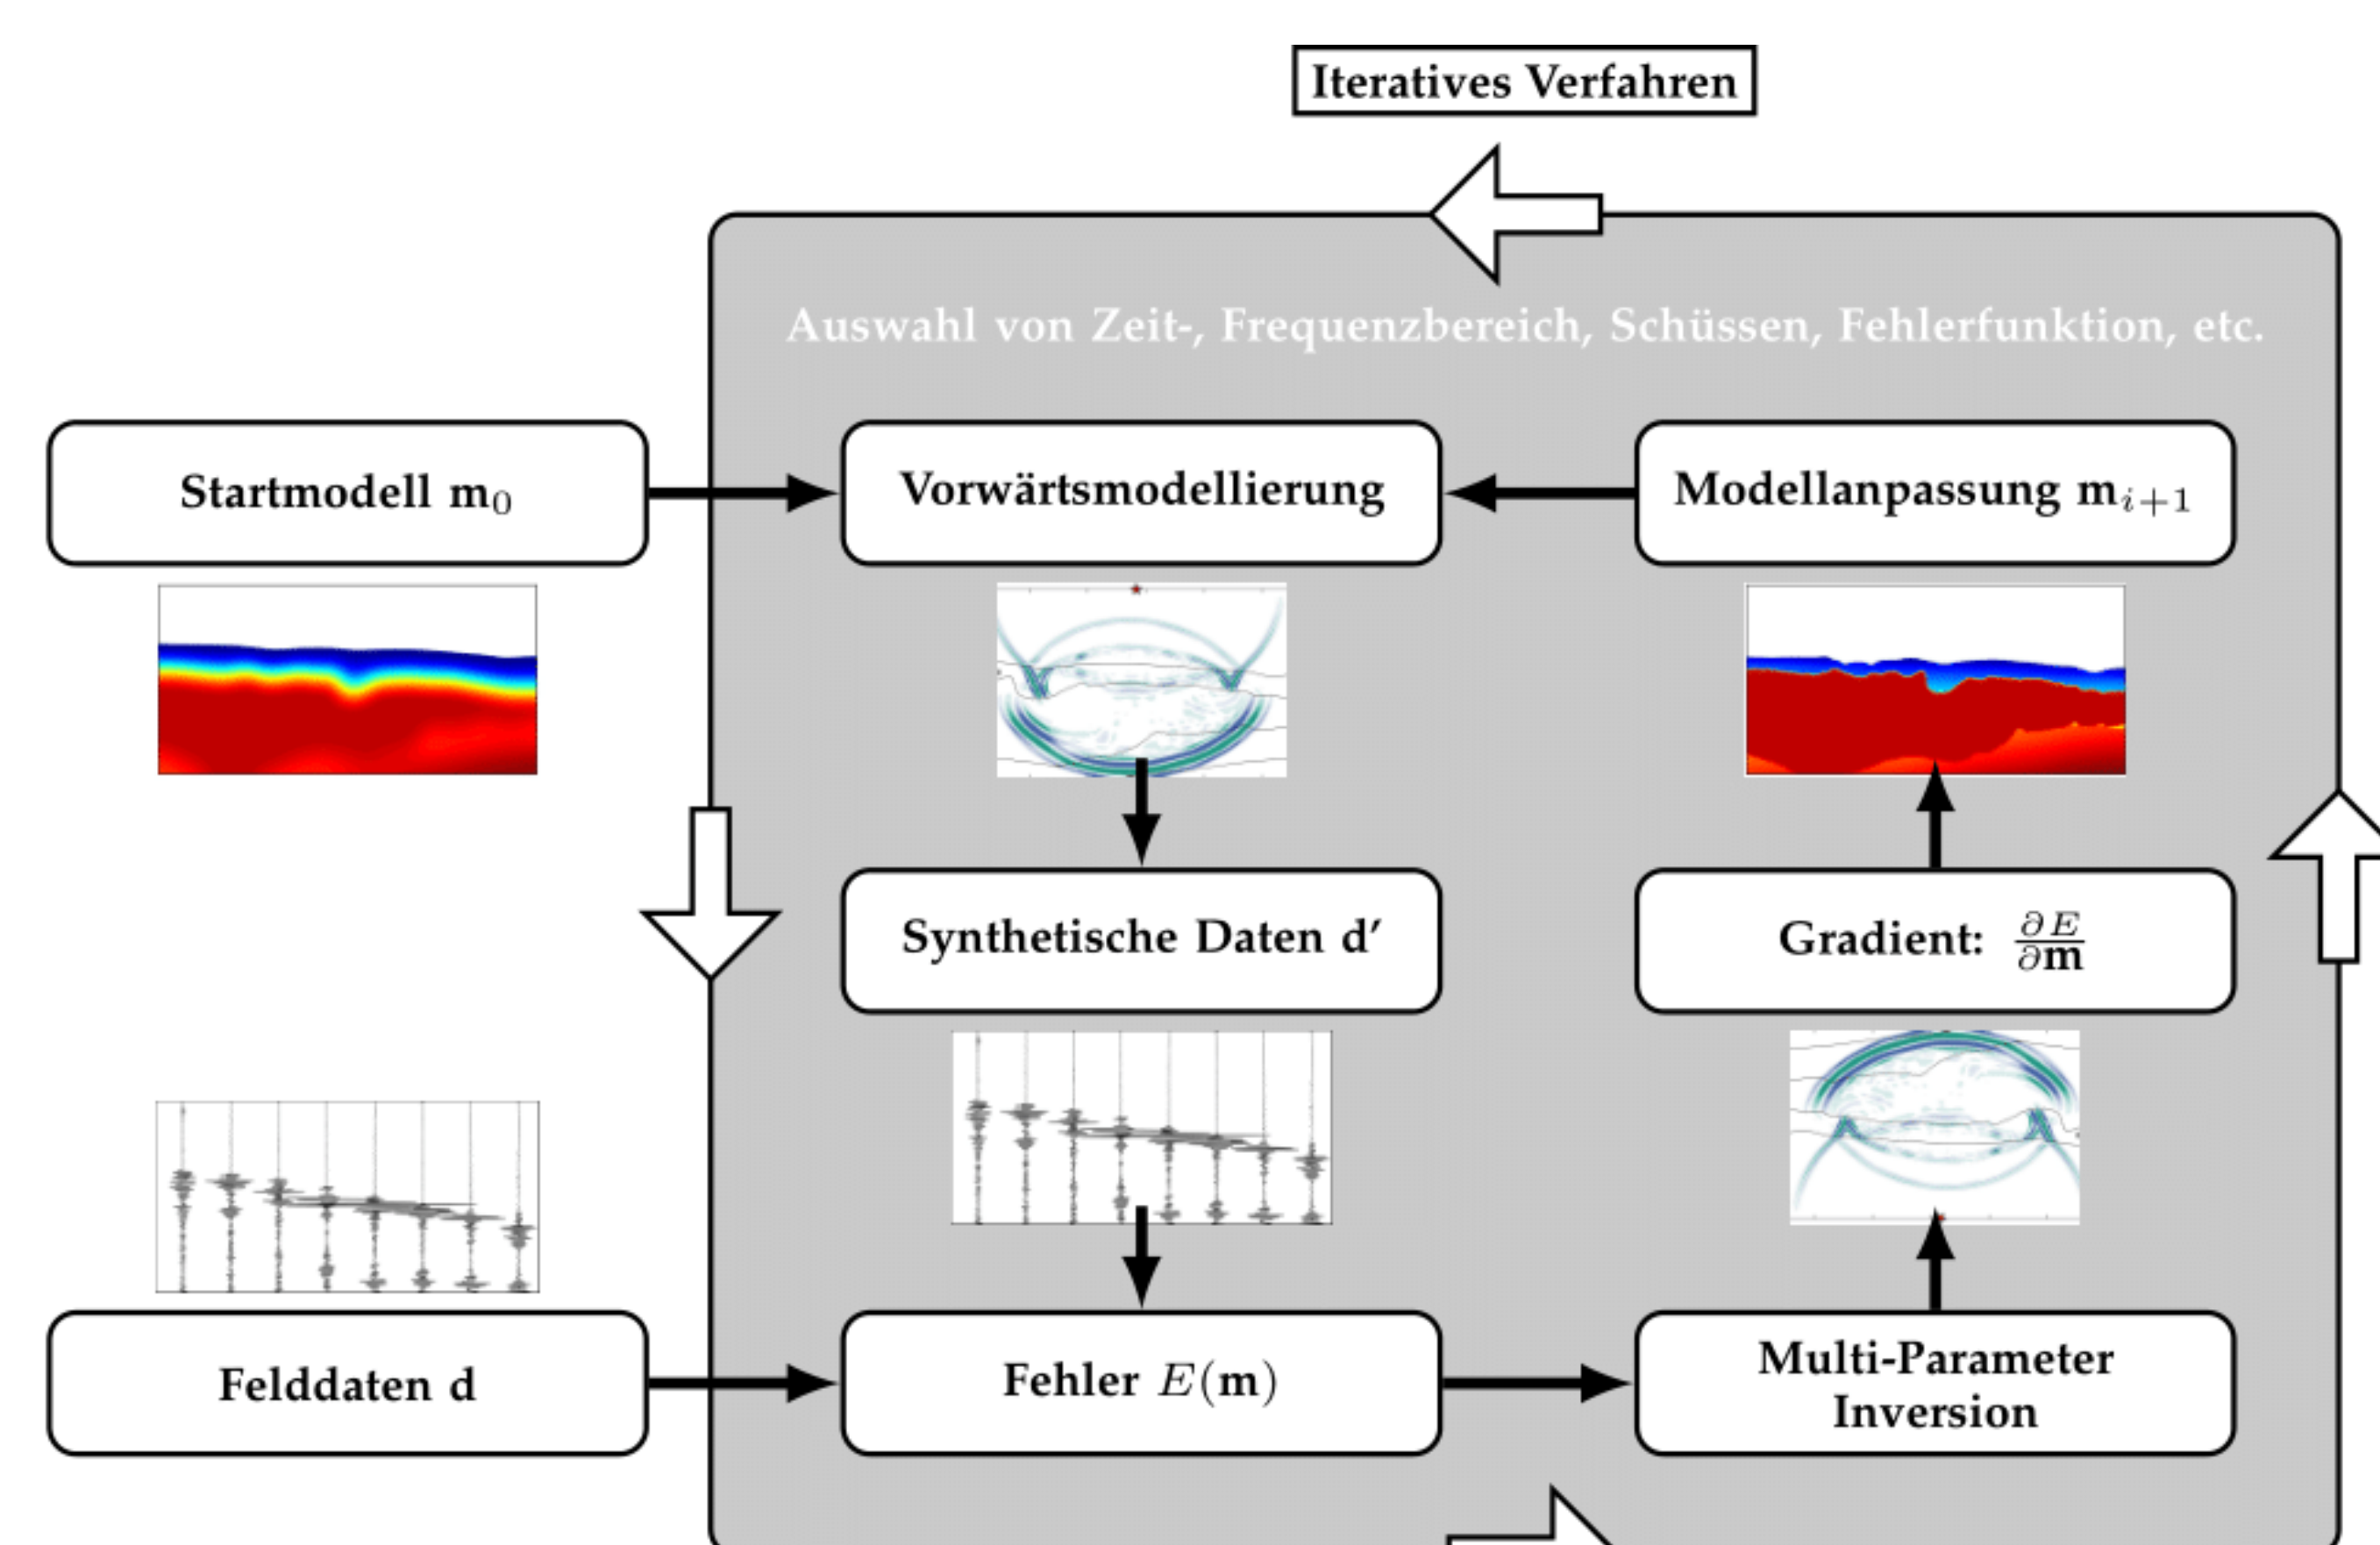 Iteratives Verfahren
Auswahl von Zeit-, Frequenzbereich, Schüssen, Fehlerfunktion, etc.
Startmodell m₀
Vorwärtsmodellierung
Modellanpassung mᵢ₊₁
Synthetische Daten d′
Gradient: ∂E/∂m
Felddaten d
Fehler E(m)
Multi-Parameter
Inversion